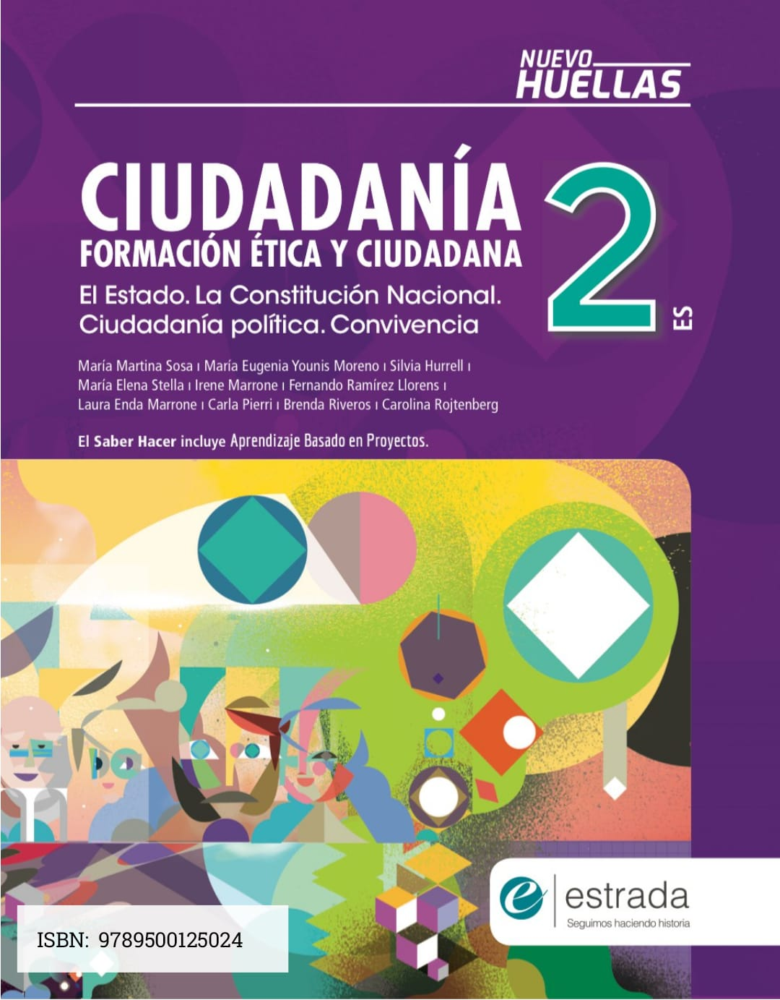 NUEVO
HUELLAS
CIUDADANÍA
FORMACIÓN ÉTICA Y CIUDADANA
2
ES
El Estado. La Constitución Nacional.
Ciudadanía política. Convivencia
María Martina Sosa ı María Eugenia Younis Moreno ı Silvia Hurrell ı
María Elena Stella ı Irene Marrone ı Fernando Ramírez Llorens ı
Laura Enda Marrone ı Carla Pierri ı Brenda Riveros ı Carolina Rojtenberg
El Saber Hacer incluye Aprendizaje Basado en Proyectos.
e estrada
Seguimos haciendo historia
ISBN: 9789500125024